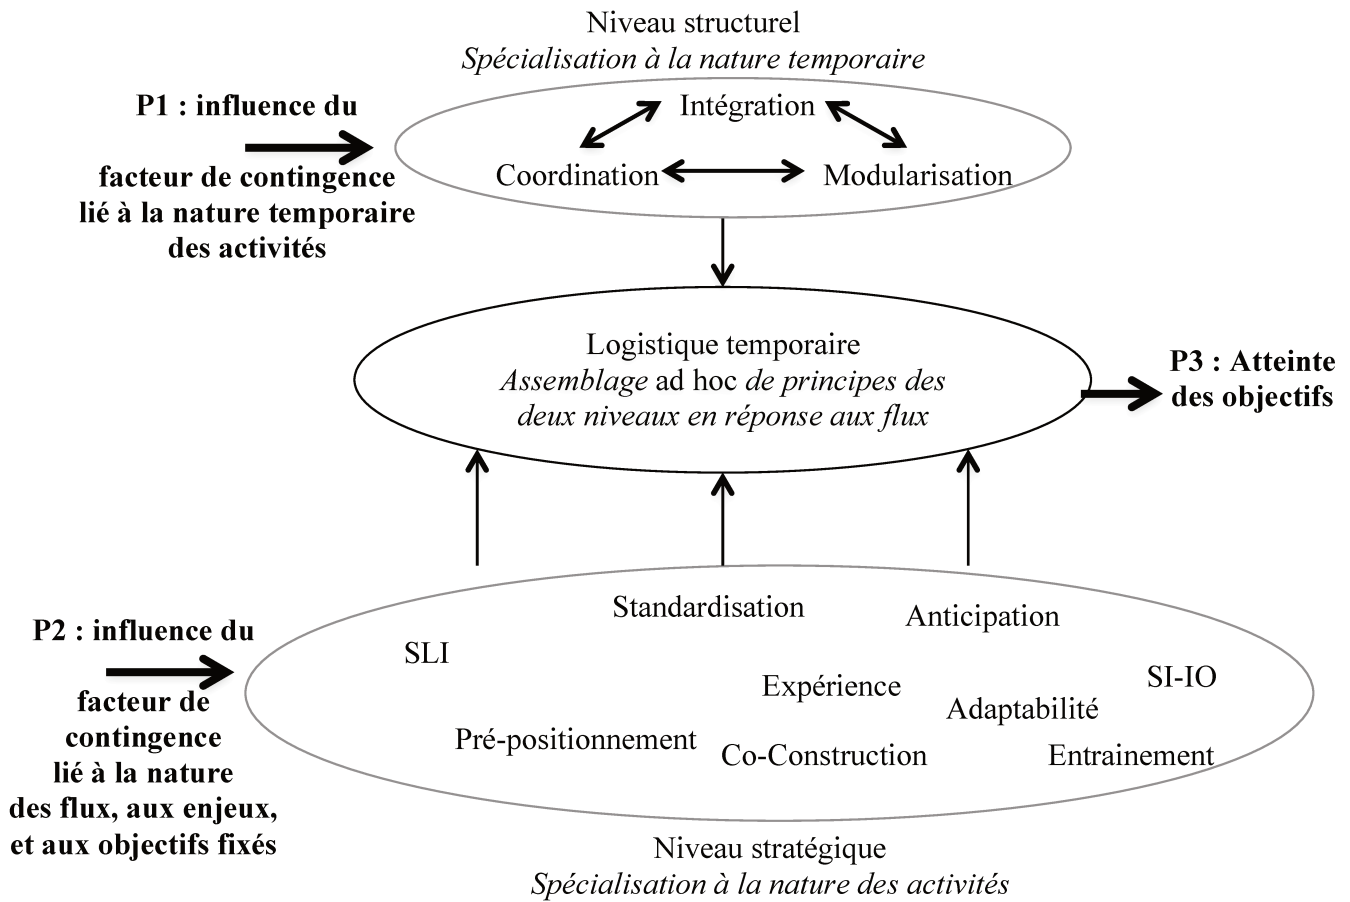 Niveau structurel
Spécialisation à la nature temporaire
P1 : influence du
facteur de contingence
lié à la nature temporaire
des activités
Intégration
Coordination
Modularisation
Logistique temporaire
Assemblage ad hoc de principes des
deux niveaux en réponse aux flux
P3 : Atteinte
des objectifs
P2 : influence du
facteur de
contingence
lié à la nature
des flux, aux enjeux,
et aux objectifs fixés
Standardisation
Anticipation
SLI
Expérience
SI-IO
Adaptabilité
Pré-positionnement
Co-Construction
Entrainement
Niveau stratégique
Spécialisation à la nature des activités